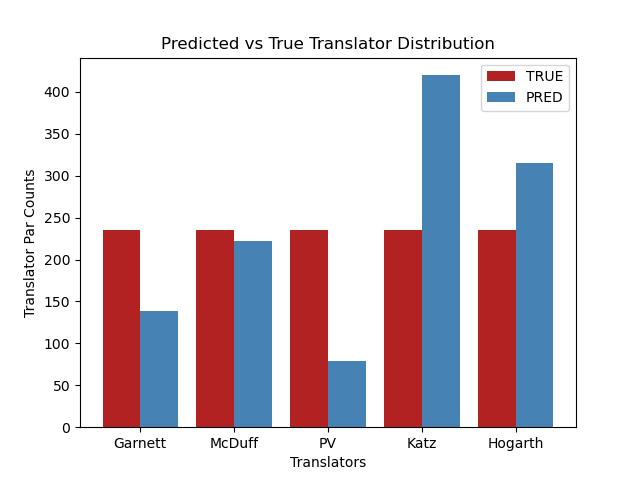 Predicted vs True Translator Distribution
TRUE
PRED
Translator Par Counts
400
350
300
250
200
150
100
50
0
Garnett McDuff PV Katz Hogarth
Translators